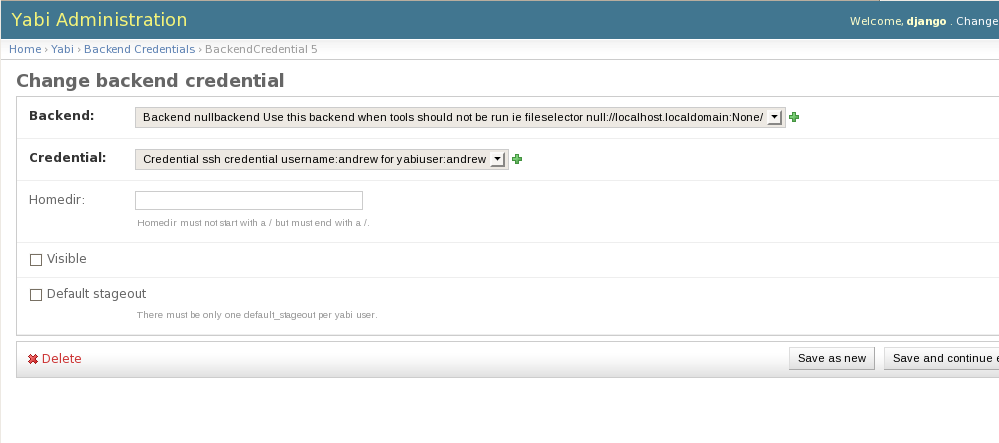 Yabi Administration
Welcome, django . Change
Home › Yabi › Backend Credentials › BackendCredential 5
Change backend credential
Backend: Backend nullbackend Use this backend when tools should not be run ie fileselector null://localhost.localdomain:None/
Credential: Credential ssh credential username:andrew for yabiuser:andrew
Homedir:
Homedir must not start with a / but must end with a /.
Visible
Default stageout
There must be only one default_stageout per yabi user.
Delete Save as new Save and continue e